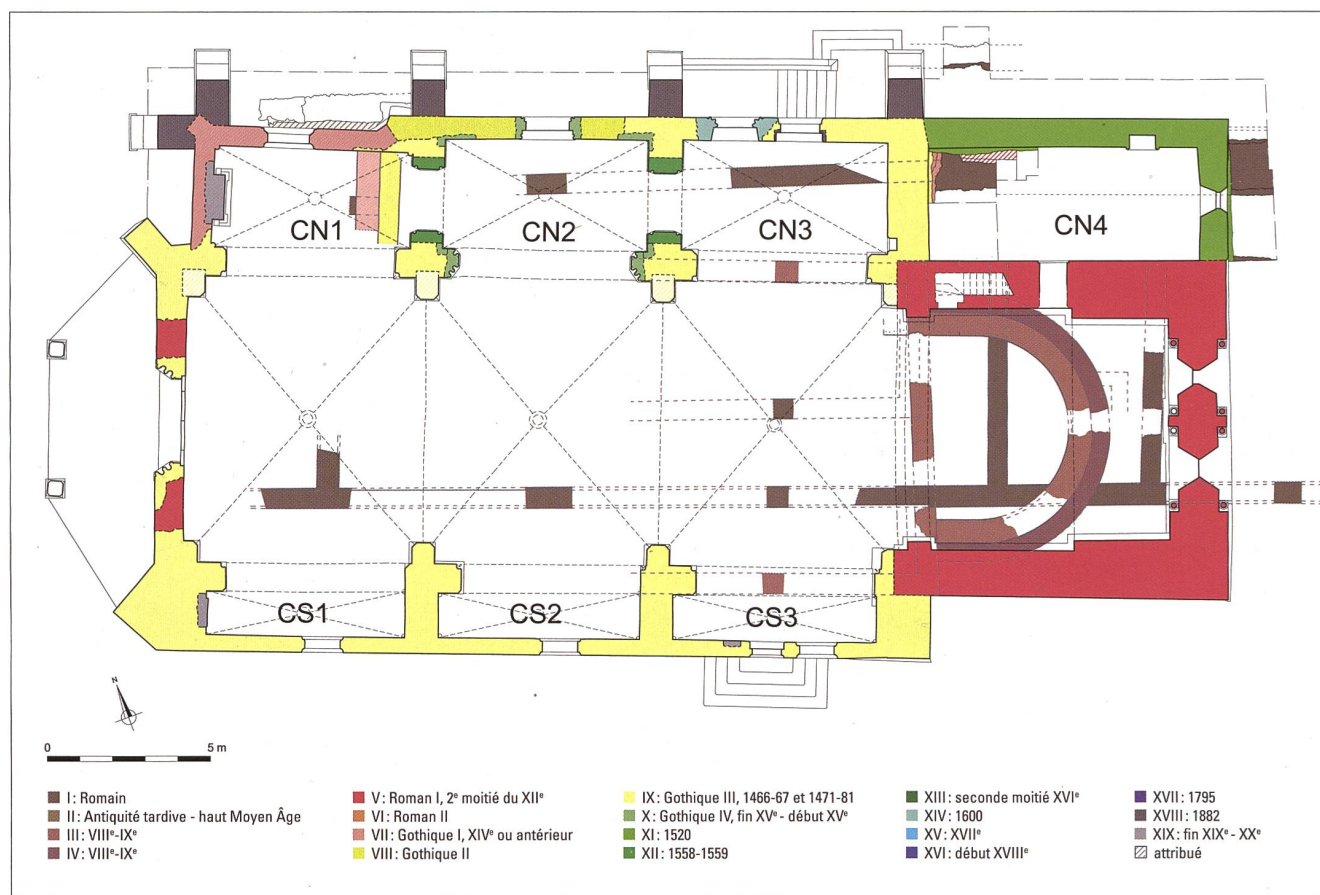 CN1
CN2
CN3
CN4
CS1
CS2
CS3
N
0 5 m
I : Romain
II : Antiquité tardive - haut Moyen Âge
III : VIIIᵉ-IXᵉ
IV : VIIIᵉ-IXᵉ
V : Roman I, 2ᵉ moitié du XIIᵉ
VI : Roman II
VII : Gothique I, XIVᵉ ou antérieur
VIII : Gothique II
IX : Gothique III, 1466-67 et 1471-81
X : Gothique IV, fin XVᵉ - début XVᵉ
XI : 1520
XII : 1558-1559
XIII : seconde moitié XVIᵉ
XIV : 1600
XV : XVIIᵉ
XVI : début XVIIIᵉ
XVII : 1795
XVIII : 1882
XIX : fin XIXᵉ - XXᵉ
attribué